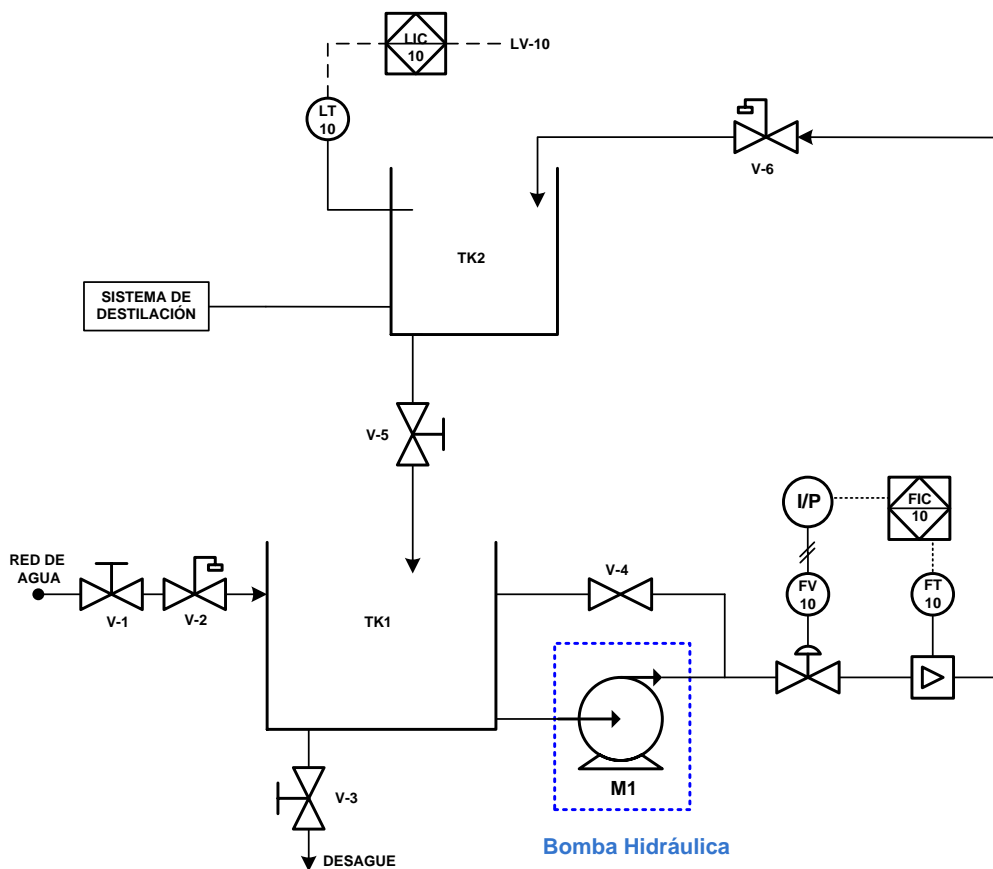 LIC
10
LV-10
LT
10
V-6
TK2
SISTEMA DE
DESTILACIÓN
V-5
I/P
FIC
10
RED DE
AGUA
V-4
FV
10
FT
10
V-1
V-2
TK1
M1
V-3
Bomba Hidráulica
DESAGUE